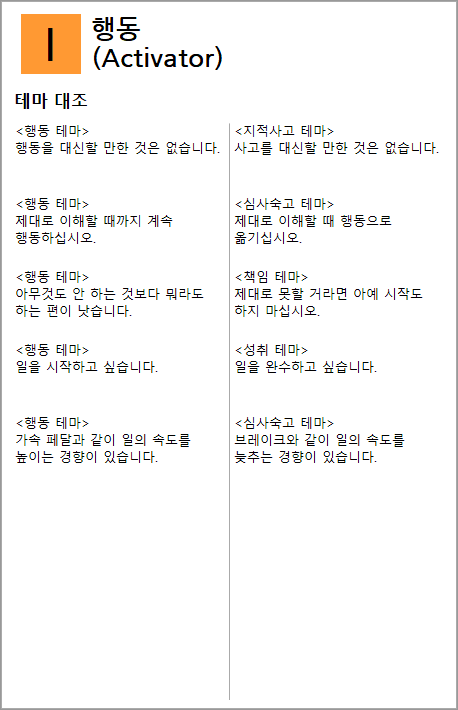 I
행동
(Activator)
테마 대조
<행동 테마>
행동을 대신할 만한 것은 없습니다.
<지적사고 테마>
사고를 대신할 만한 것은 없습니다.
<행동 테마>
제대로 이해할 때까지 계속
행동하십시오.
<심사숙고 테마>
제대로 이해할 때 행동으로
옮기십시오.
<행동 테마>
아무것도 안 하는 것보다 뭐라도
하는 편이 낫습니다.
<책임 테마>
제대로 못할 거라면 아예 시작도
하지 마십시오.
<행동 테마>
일을 시작하고 싶습니다.
<성취 테마>
일을 완수하고 싶습니다.
<행동 테마>
가속 페달과 같이 일의 속도를
높이는 경향이 있습니다.
<심사숙고 테마>
브레이크와 같이 일의 속도를
늦추는 경향이 있습니다.